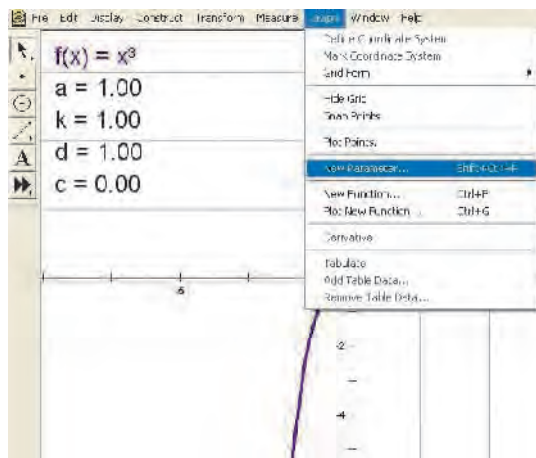 File Edit Display Construct Transform Measure Graph Window Help
f(x) = x³
a = 1.00
k = 1.00
d = 1.00
c = 0.00
A
Define Coordinate System
Mark Coordinate System
Grid Form
Hide Grid
Snap Points
Plot Points...
New Parameter... Shift+Ctrl+P
New Function... Ctrl+F
Plot New Function... Ctrl+G
Derivative
Tabulate
Add Table Data...
Remove Table Data...
-5
-2
-4